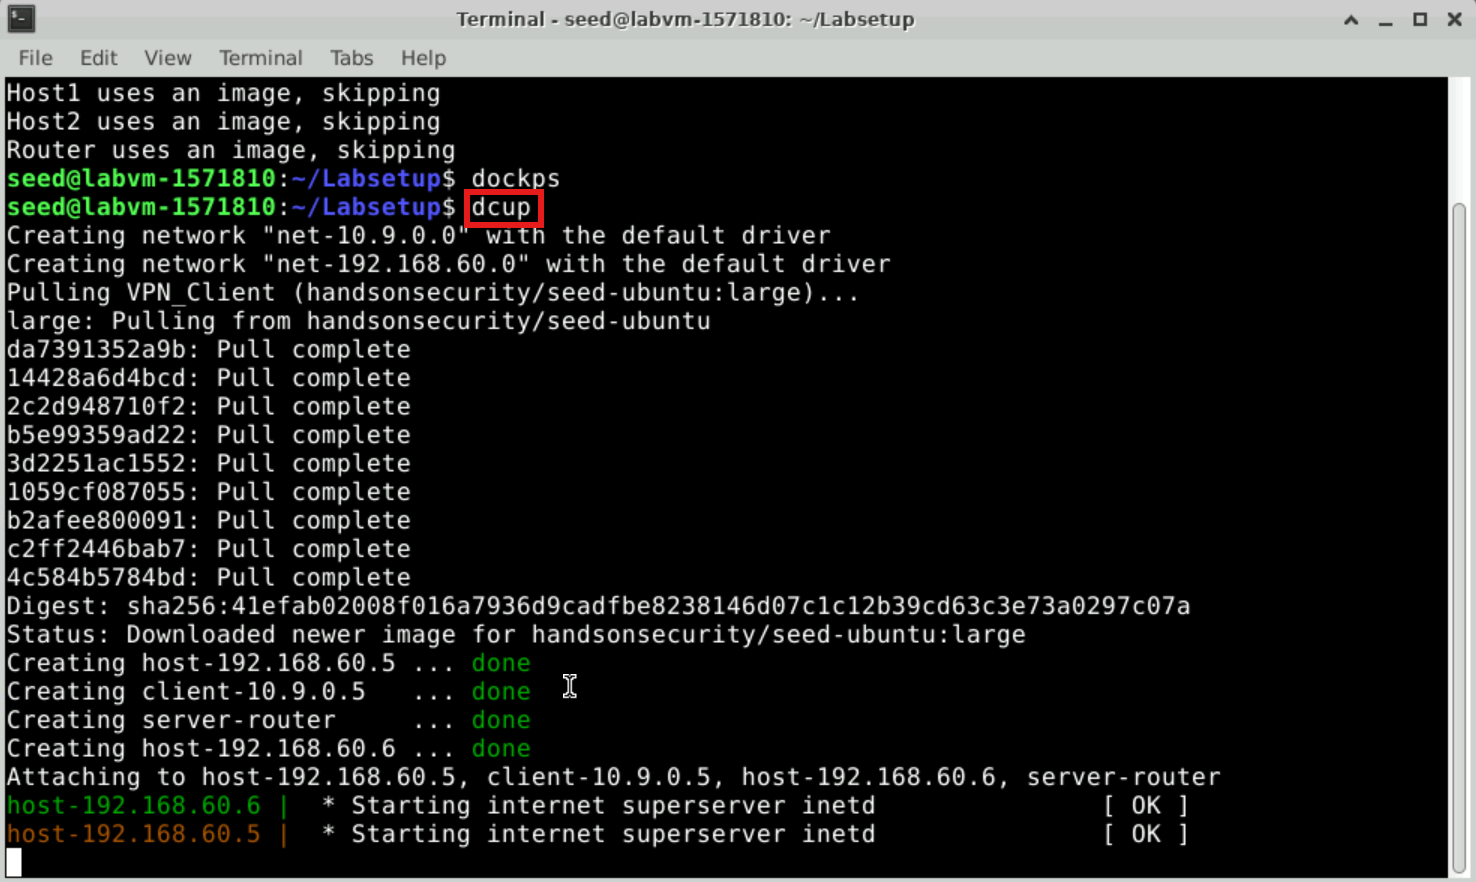 Terminal - seed@labvm-1571810: ~/Labsetup
File Edit View Terminal Tabs Help
Host1 uses an image, skipping
Host2 uses an image, skipping
Router uses an image, skipping
seed@labvm-1571810:~/Labsetup$ dockps
seed@labvm-1571810:~/Labsetup$ dcup
Creating network "net-10.9.0.0" with the default driver
Creating network "net-192.168.60.0" with the default driver
Pulling VPN_Client (handsonsecurity/seed-ubuntu:large)...
large: Pulling from handsonsecurity/seed-ubuntu
da7391352a9b: Pull complete
14428a6d4bcd: Pull complete
2c2d948710f2: Pull complete
b5e99359ad22: Pull complete
3d2251ac1552: Pull complete
1059cf087055: Pull complete
b2afee800091: Pull complete
c2ff2446bab7: Pull complete
4c584b5784bd: Pull complete
Digest: sha256:41efab02008f016a7936d9cadfbe8238146d07c1c12b39cd63c3e73a0297c07a
Status: Downloaded newer image for handsonsecurity/seed-ubuntu:large
Creating host-192.168.60.5 ... done
Creating client-10.9.0.5   ... done
Creating server-router     ... done
Creating host-192.168.60.6 ... done
Attaching to host-192.168.60.5, client-10.9.0.5, host-192.168.60.6, server-router
host-192.168.60.6 |  * Starting internet superserver inetd               [ OK ]
host-192.168.60.5 |  * Starting internet superserver inetd               [ OK ]